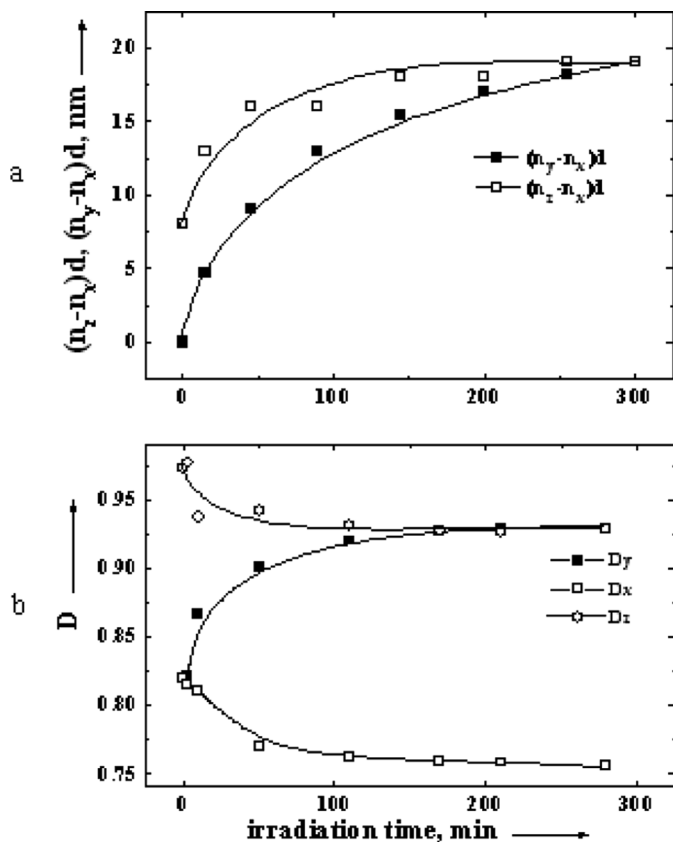 a
(n_z-n_x)d, (n_y-n_x)d, nm
20
15
10
5
0
(n_y-n_x)d
(n_z-n_x)d
0 100 200 300
b
D
0.95
0.90
0.85
0.80
0.75
Dy
Dx
Dz
0 100 200 300
irradiation time, min